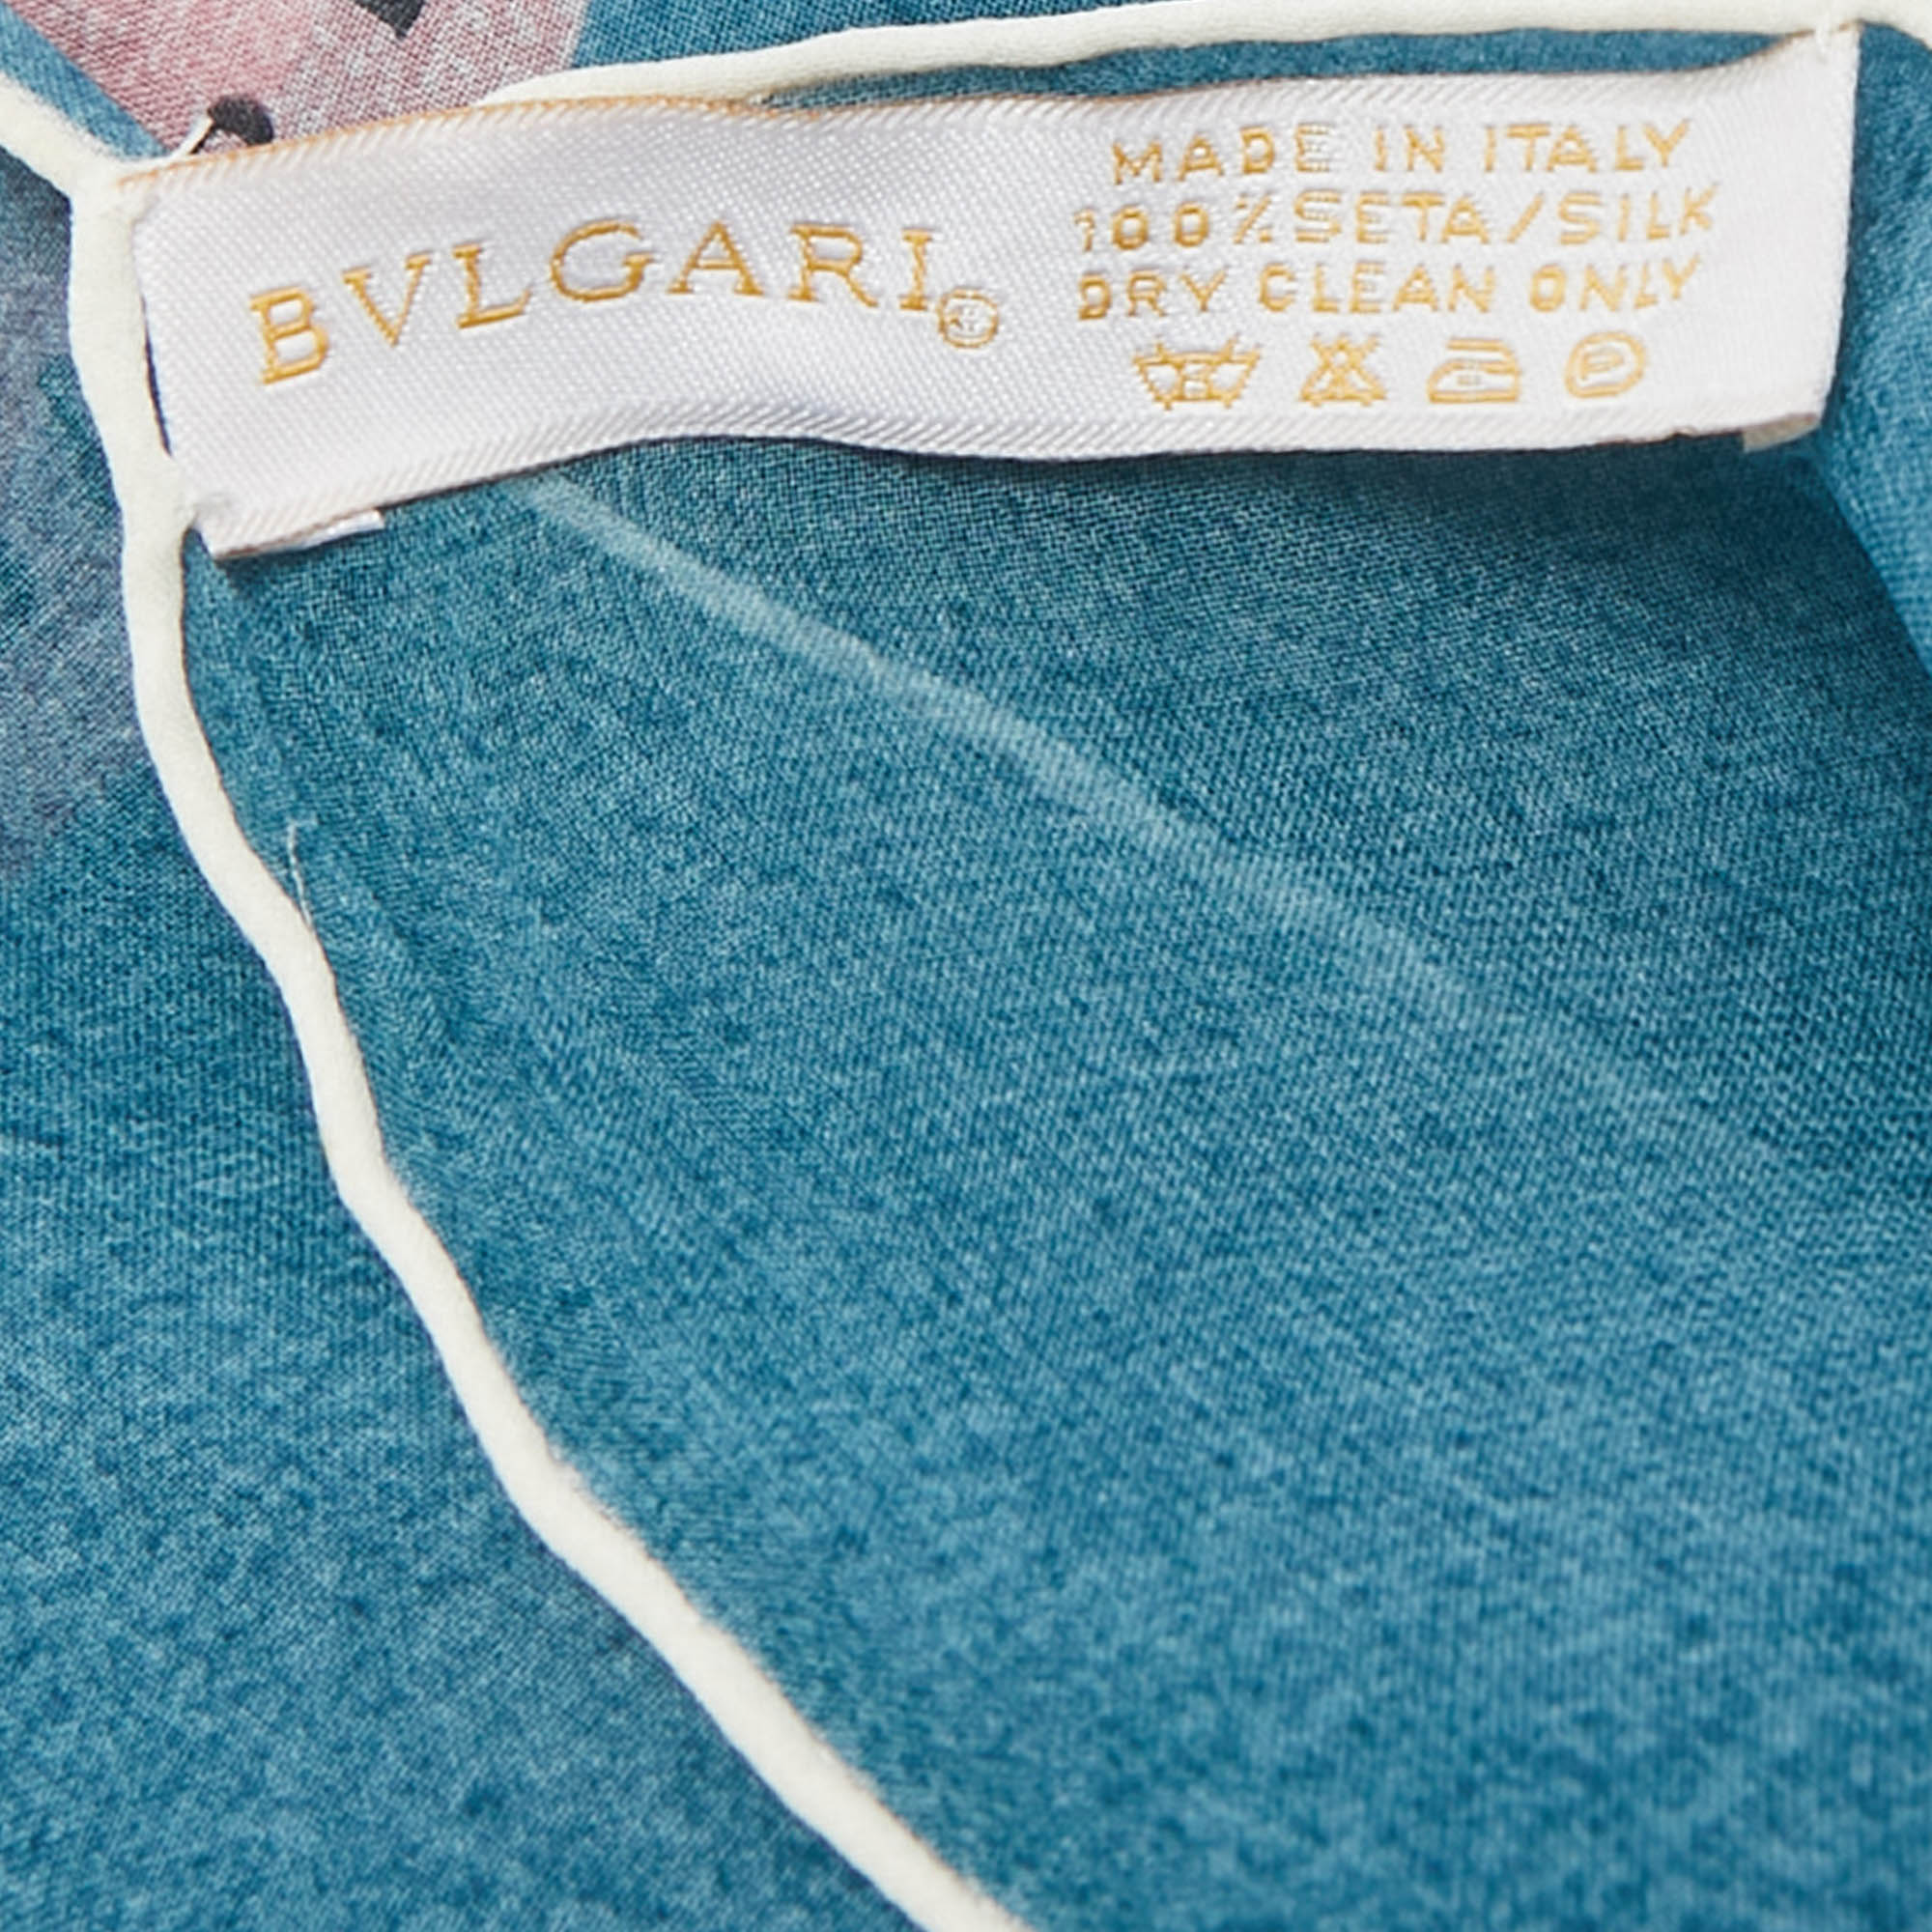 BVLGARI®
MADE IN ITALY
100%SETA/SILK
DRY CLEAN ONLY